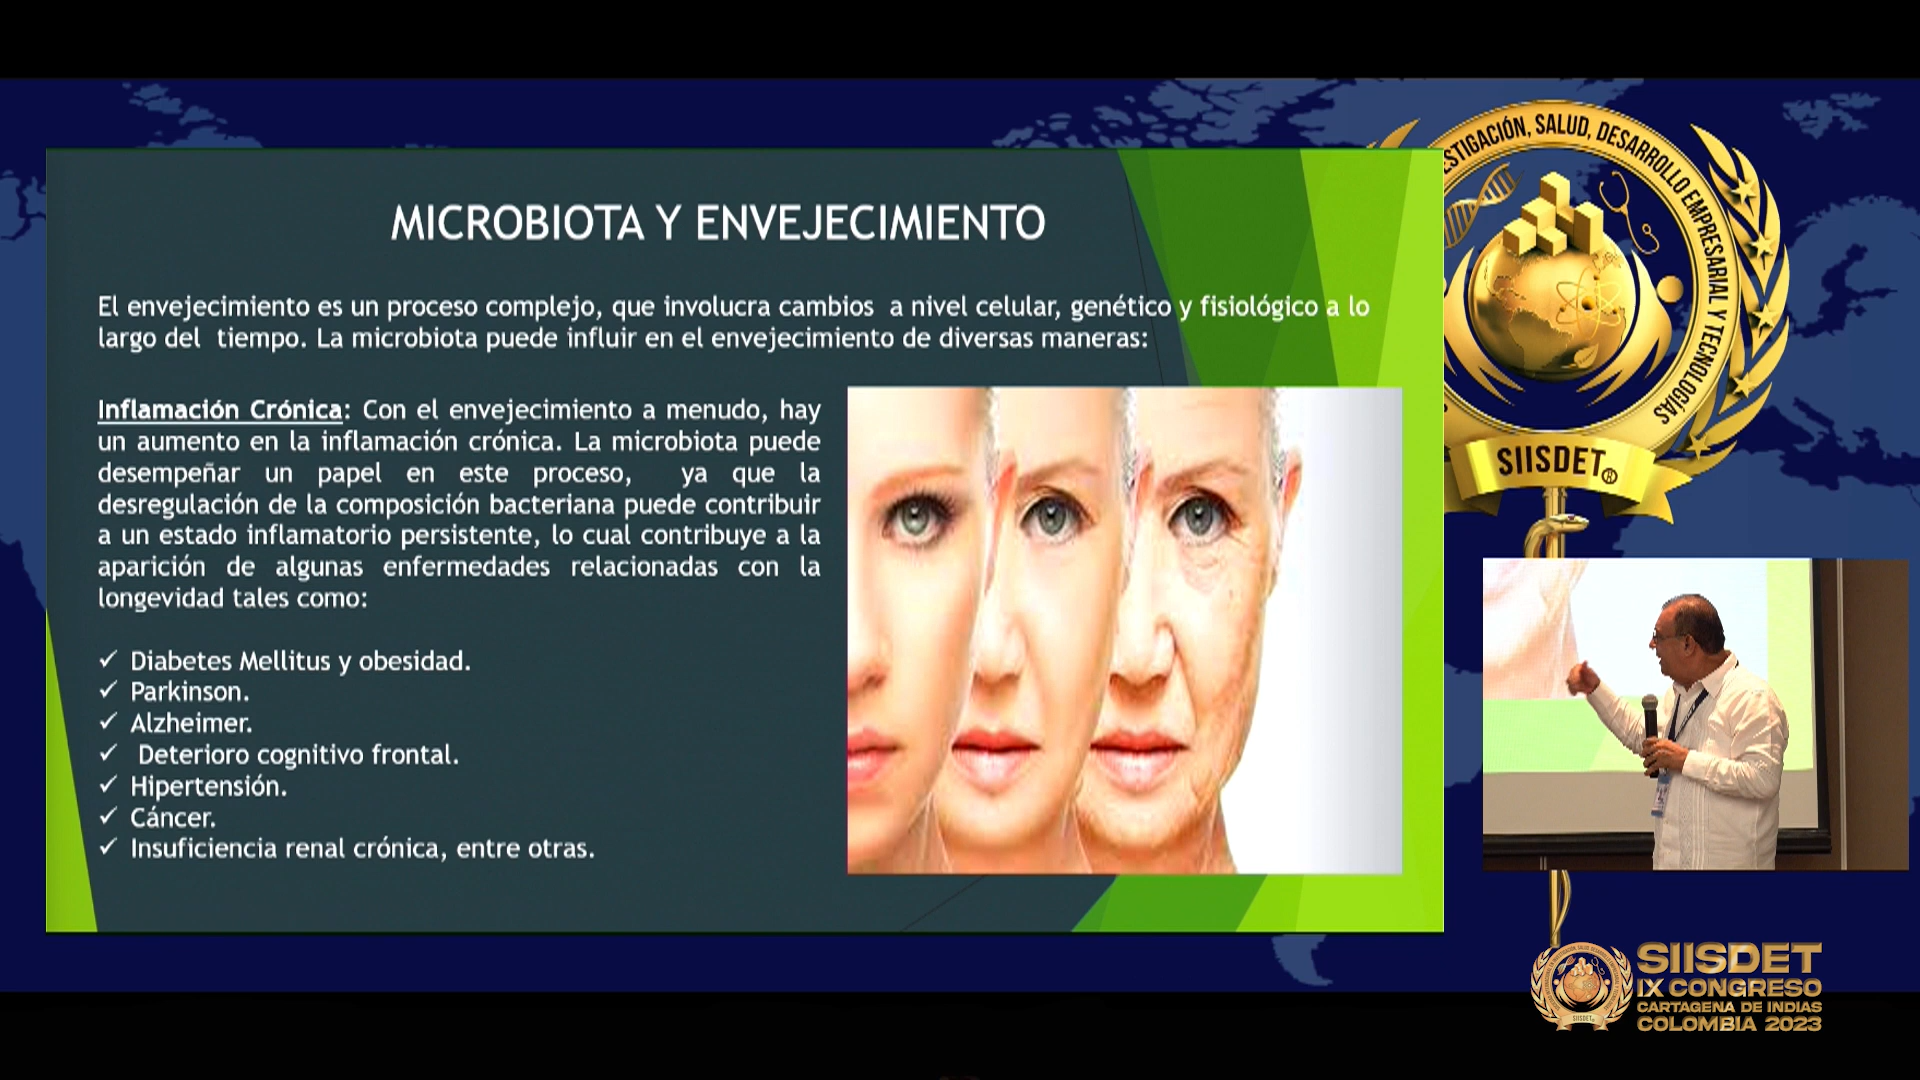 MICROBIOTA Y ENVEJECIMIENTO
El envejecimiento es un proceso complejo, que involucra cambios a nivel celular, genético y fisiológico a lo
largo del tiempo. La microbiota puede influir en el envejecimiento de diversas maneras:
Inflamación Crónica: Con el envejecimiento a menudo, hay
un aumento en la inflamación crónica. La microbiota puede
desempeñar un papel en este proceso, ya que la
desregulación de la composición bacteriana puede contribuir
a un estado inflamatorio persistente, lo cual contribuye a la
aparición de algunas enfermedades relacionadas con la
longevidad tales como:
✓ Diabetes Mellitus y obesidad.
✓ Parkinson.
✓ Alzheimer.
✓ Deterioro cognitivo frontal.
✓ Hipertensión.
✓ Cáncer.
✓ Insuficiencia renal crónica, entre otras.
SALUD, DESARROLLO EMPRESARIAL Y TECNOLOGÍAS
SIISDET®
SIISDET
IX CONGRESO
CARTAGENA DE INDIAS
COLOMBIA 2023